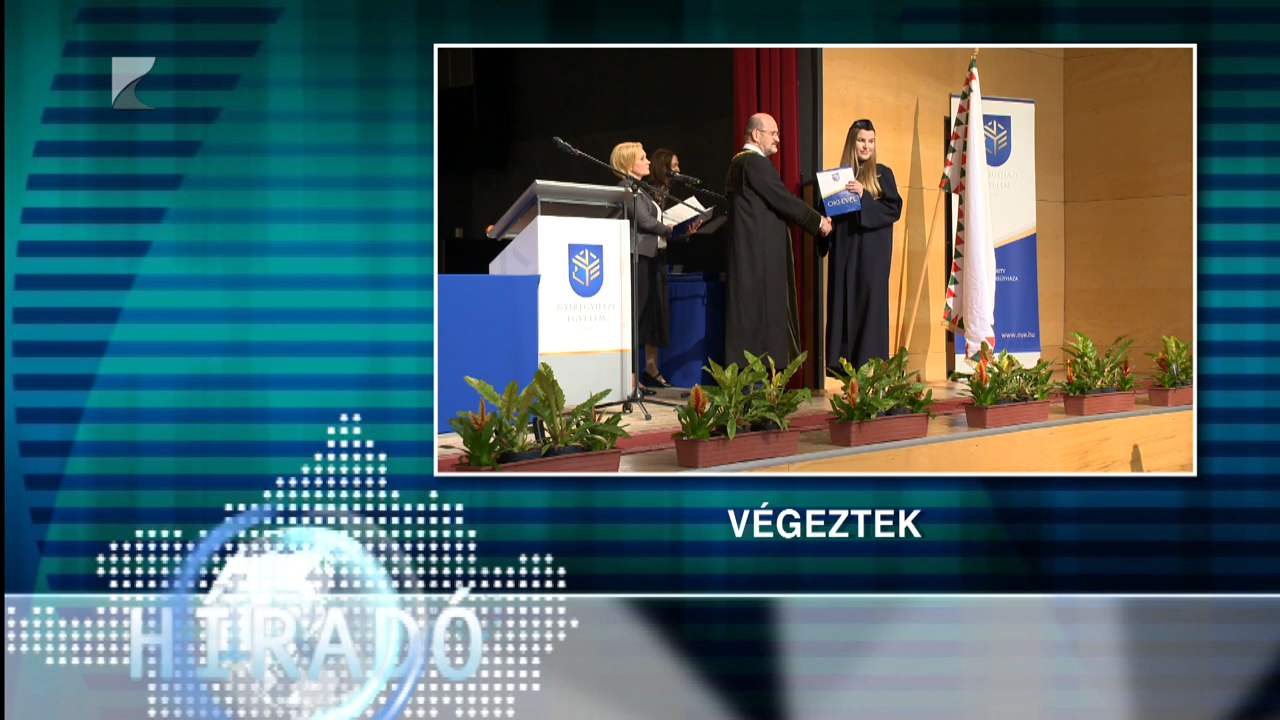 OKLEVÉL
NYÍREGYHÁZI
EGYETEM
www.nye.hu
VÉGEZTEK
HÍRADÓ